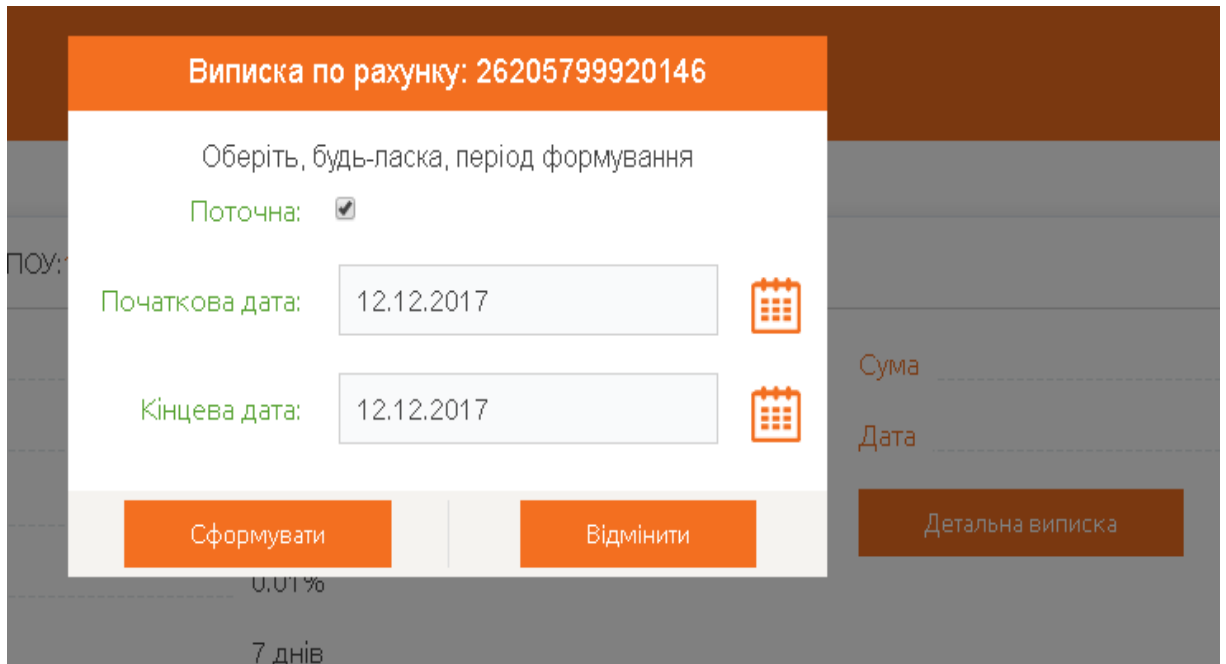 Виписка по рахунку: 26205799920146
Оберіть, будь-ласка, період формування
Поточна:
ПОУ:
Початкова дата: 12.12.2017
Сума
Кінцева дата: 12.12.2017
Дата
Сформувати Відмінити
Детальна виписка
0.01%
7 днів